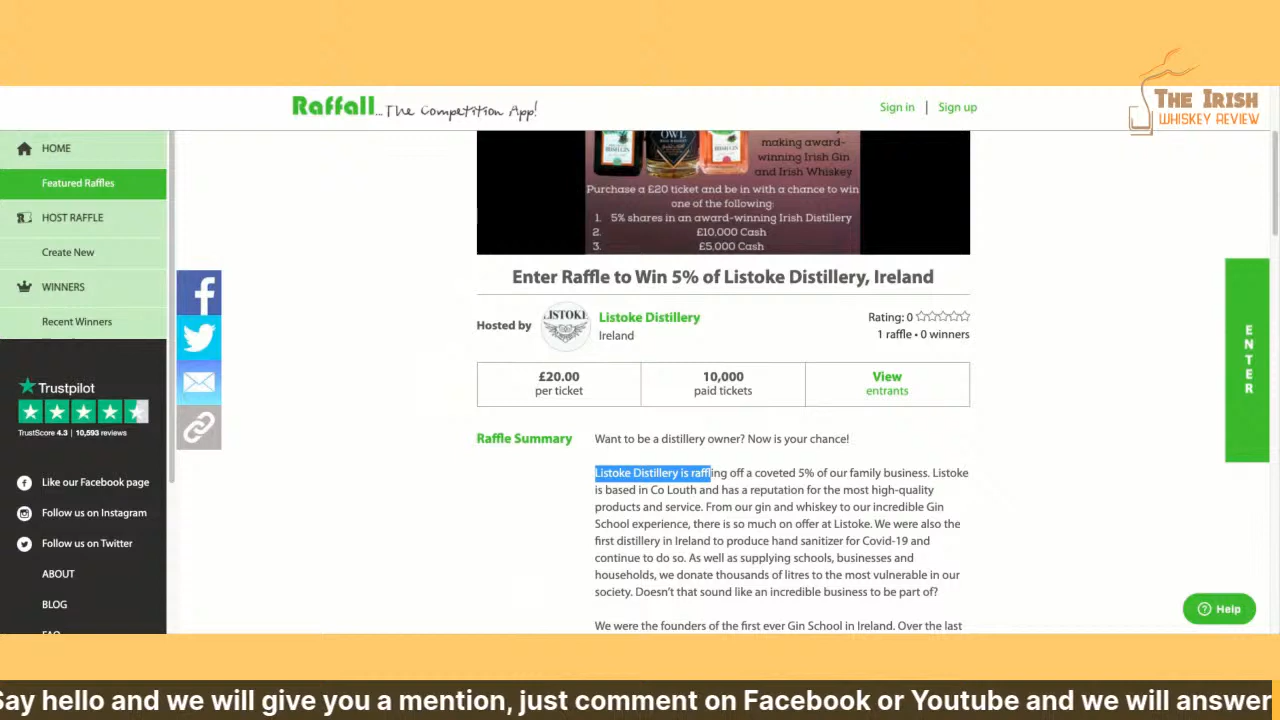 Raffall... The Competition App!
Sign in | Sign up
THE IRISH
WHISKEY REVIEW
HOME
Featured Raffles
HOST RAFFLE
Create New
WINNERS
Recent Winners
Trustpilot
TrustScore 4.3 | 10,593 reviews
Like our Facebook page
Follow us on Instagram
Follow us on Twitter
ABOUT
BLOG
FAQ
OWL
IRISH GIN
IRISH GIN
making award-
winning Irish Gin
and Irish Whiskey
Purchase a £20 ticket and be in with a chance to win
one of the following:
1. 5% shares in an award-winning Irish Distillery
2. £10,000 Cash
3. £5,000 Cash
Enter Raffle to Win 5% of Listoke Distillery, Ireland
Hosted by
LISTOKE
Listoke Distillery
Ireland
Rating: 0
1 raffle • 0 winners
£20.00
per ticket
10,000
paid tickets
View
entrants
Raffle Summary
Want to be a distillery owner? Now is your chance!
Listoke Distillery is raffling off a coveted 5% of our family business. Listoke
is based in Co Louth and has a reputation for the most high-quality
products and service. From our gin and whiskey to our incredible Gin
School experience, there is so much on offer at Listoke. We were also the
first distillery in Ireland to produce hand sanitizer for Covid-19 and
continue to do so. As well as supplying schools, businesses and
households, we donate thousands of litres to the most vulnerable in our
society. Doesn't that sound like an incredible business to be part of?
We were the founders of the first ever Gin School in Ireland. Over the last
ENTER
Help
Say hello and we will give you a mention, just comment on Facebook or Youtube and we will answer